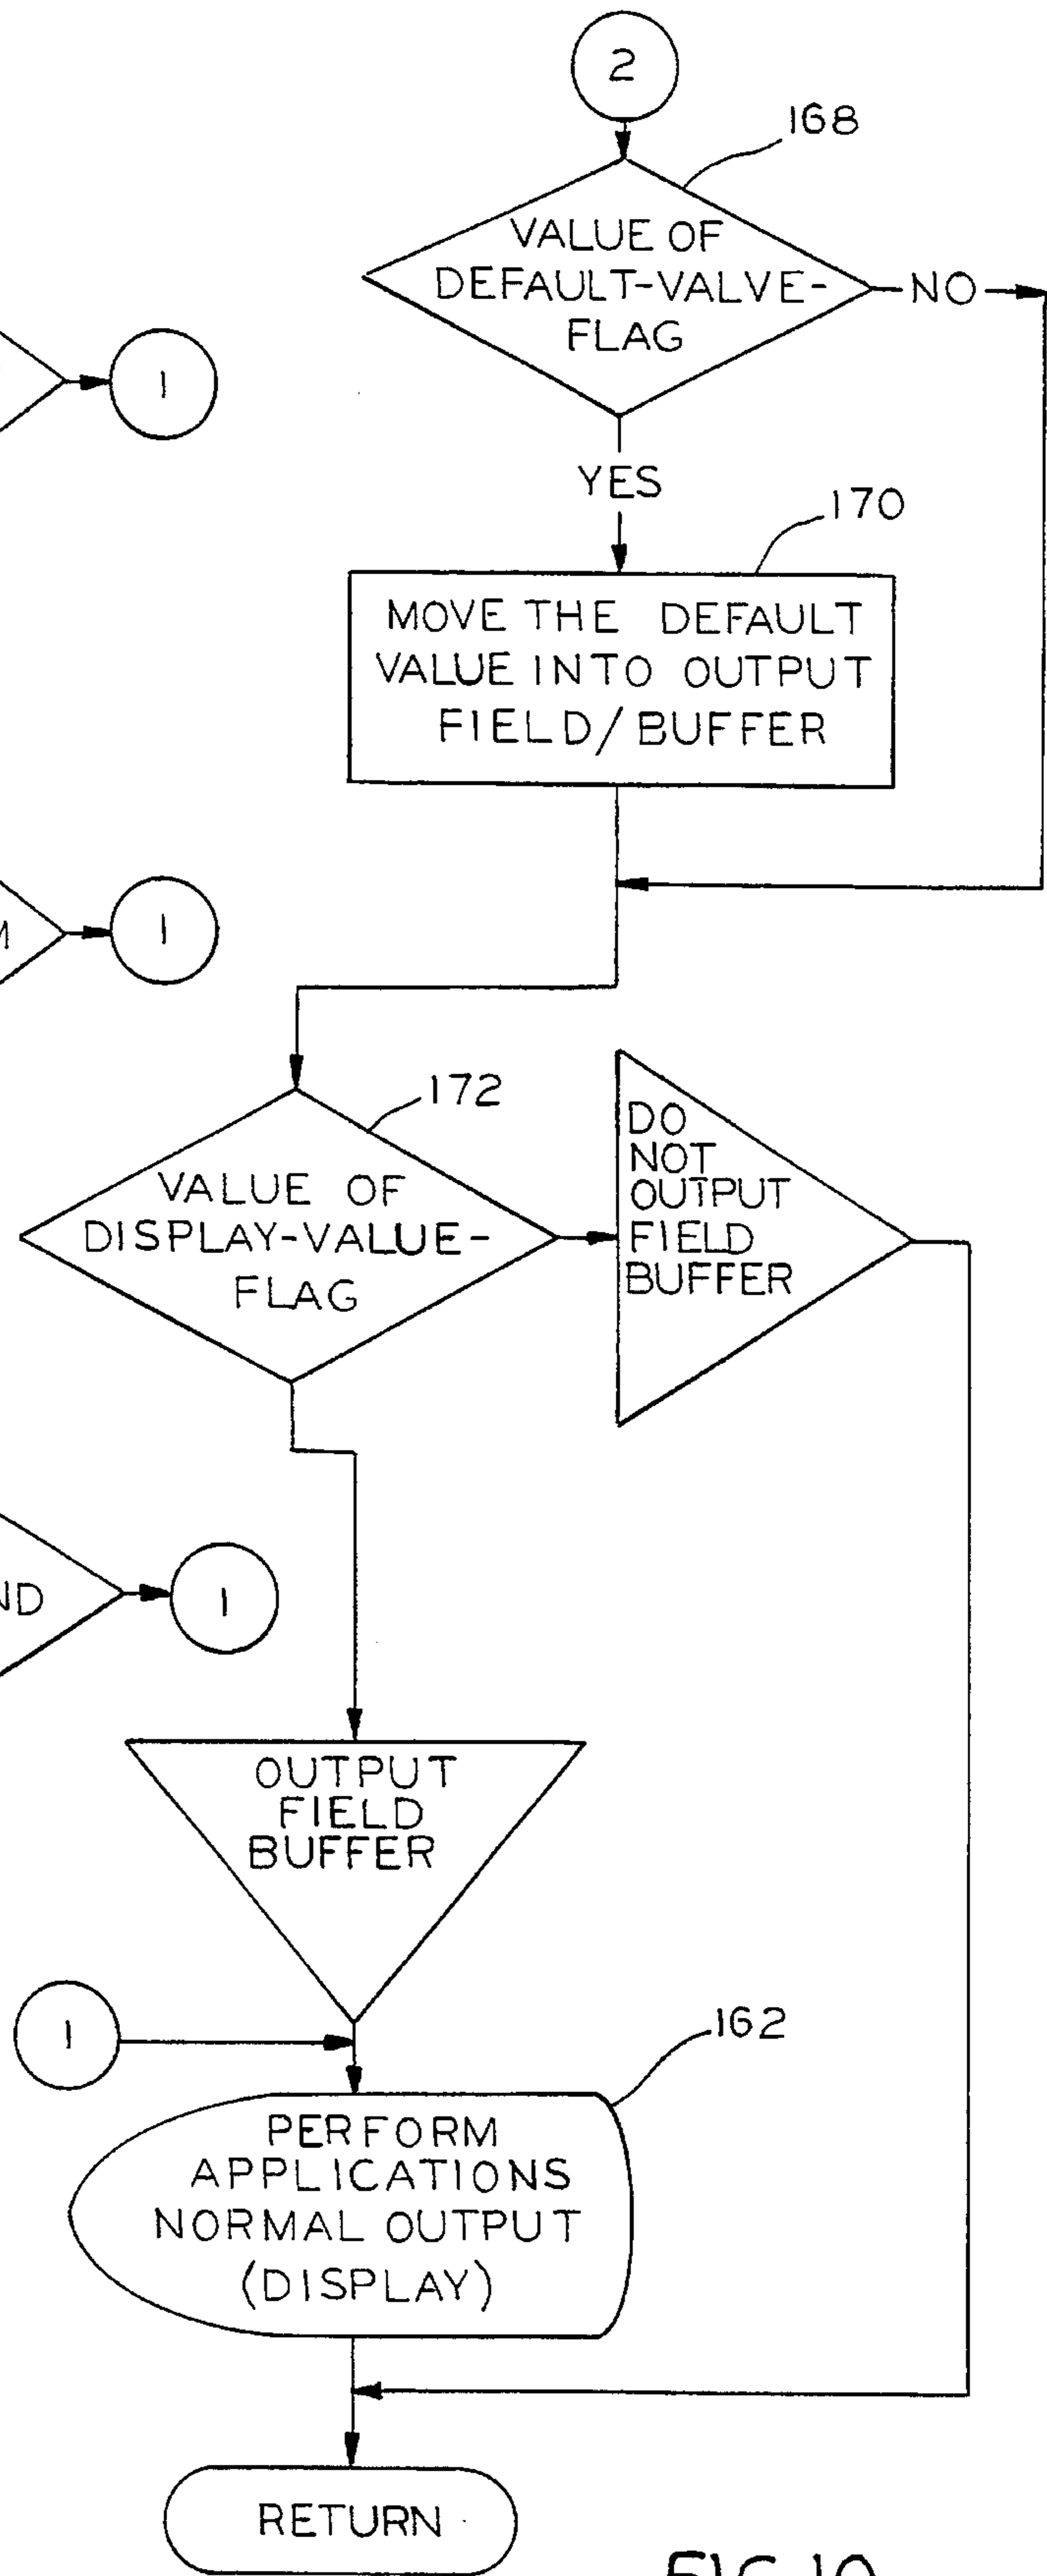 2
168
VALUE OF
DEFAULT-VALVE-
FLAG
NO
1
YES
170
MOVE THE DEFAULT
VALUE INTO OUTPUT
FIELD/BUFFER
M
1
172
VALUE OF
DISPLAY-VALUE-
FLAG
DO
NOT
OUTPUT
FIELD
BUFFER
ND
1
OUTPUT
FIELD
BUFFER
1
162
PERFORM
APPLICATIONS
NORMAL OUTPUT
(DISPLAY)
RETURN